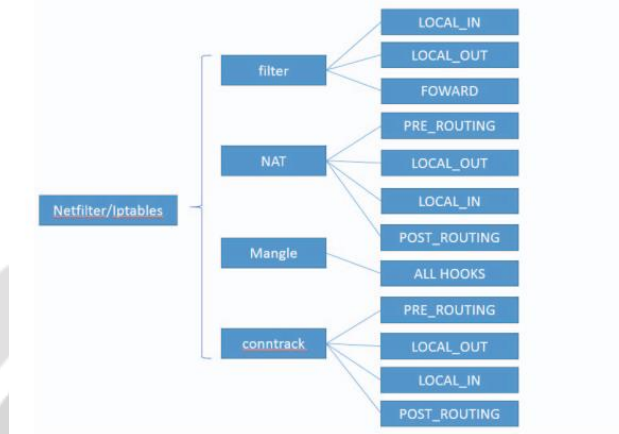 Netfilter/Iptables
filter
LOCAL_IN
LOCAL_OUT
FOWARD
NAT
PRE_ROUTING
LOCAL_OUT
LOCAL_IN
POST_ROUTING
Mangle
ALL HOOKS
conntrack
PRE_ROUTING
LOCAL_OUT
LOCAL_IN
POST_ROUTING